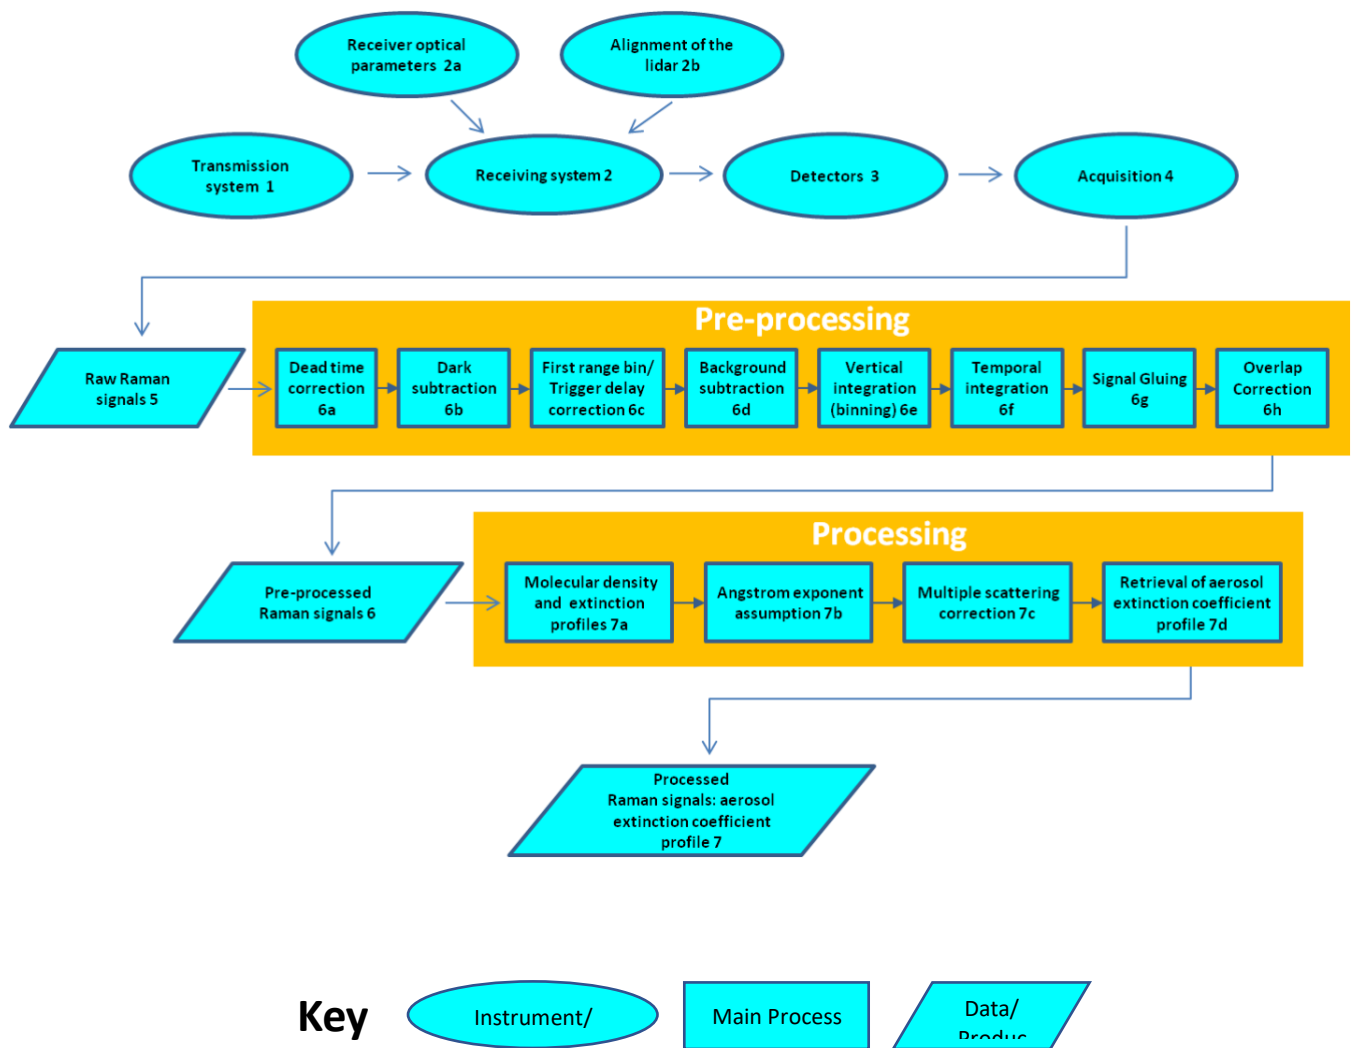 Receiver optical
parameters 2a
Alignment of the
lidar 2b
Transmission
system 1
Receiving system 2
Detectors 3
Acquisition 4
Pre-processing
Raw Raman
signals 5
Dead time
correction
6a
Dark
subtraction
6b
First range bin/
Trigger delay
correction 6c
Background
subtraction
6d
Vertical
integration
(binning) 6e
Temporal
integration
6f
Signal Gluing
6g
Overlap
Correction
6h
Processing
Pre-processed
Raman signals 6
Molecular density
and extinction
profiles 7a
Angstrom exponent
assumption 7b
Multiple scattering
correction 7c
Retrieval of aerosol
extinction coefficient
profile 7d
Processed
Raman signals: aerosol
extinction coefficient
profile 7
Key
Instrument/
Main Process
Data/
Produc